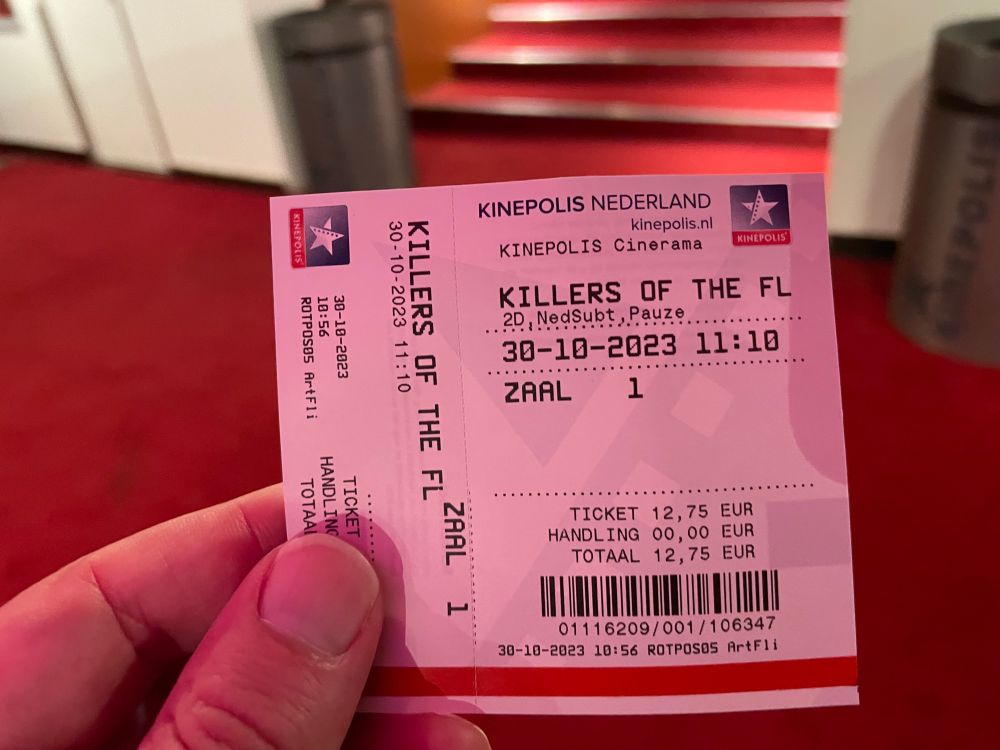 KINEPOLIS
30-10-2023
10:56
ROTPOS05 ArtFli
TICKET
HANDLING
TOTAAL
KILLERS OF THE FL
30-10-2023 11:10
ZAAL 1
KINEPOLIS NEDERLAND
kinepolis.nl
KINEPOLIS
KINEPOLIS Cinerama
KILLERS OF THE FL
2D,NedSubt,Pauze
30-10-2023 11:10
ZAAL 1
TICKET 12,75 EUR
HANDLING 00,00 EUR
TOTAAL 12,75 EUR
01116209/001/106347
30-10-2023 10:56 ROTPOS05 ArtFli
KINEPOLIS